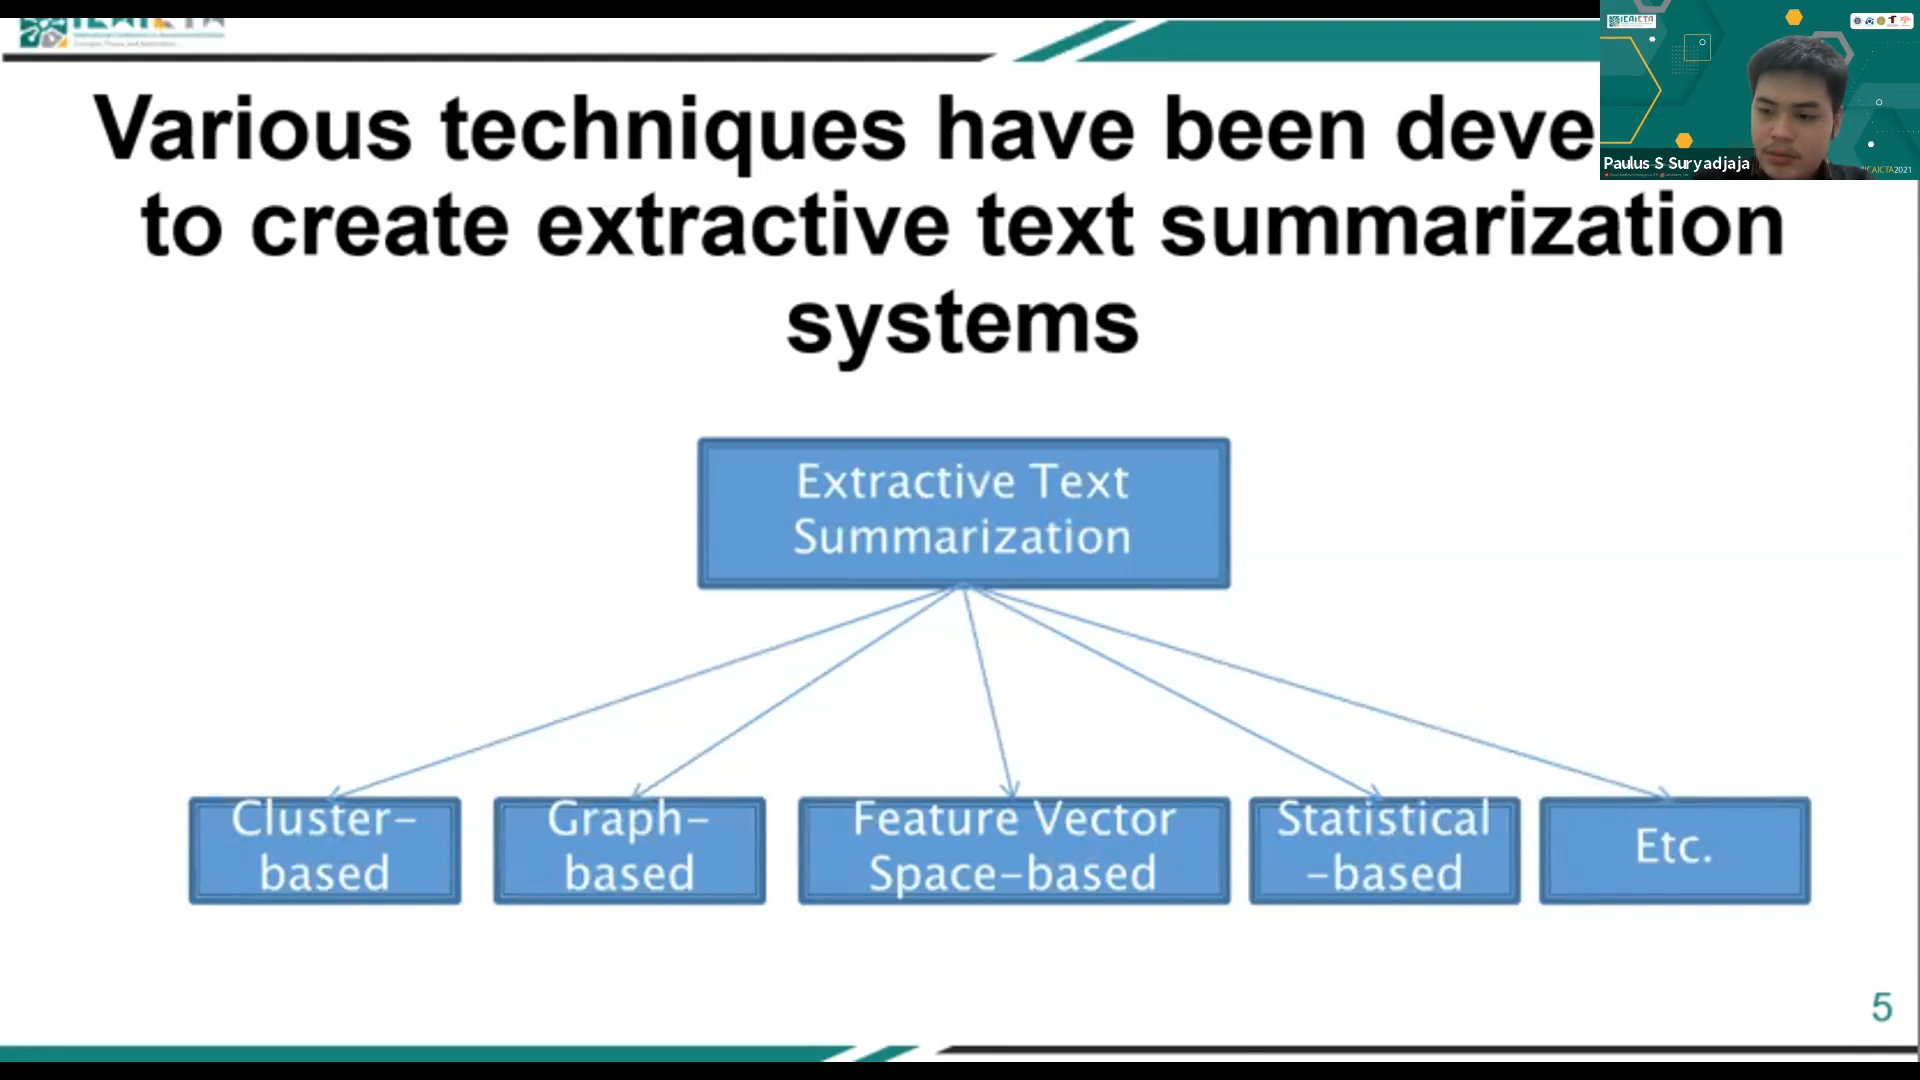 Various techniques have been deve
to create extractive text summarization
systems
Paulus S Suryadjaja
ICAICTA2021
Extractive Text
Summarization
Cluster-
based
Graph-
based
Feature Vector
Space-based
Statistical
-based
Etc.
5